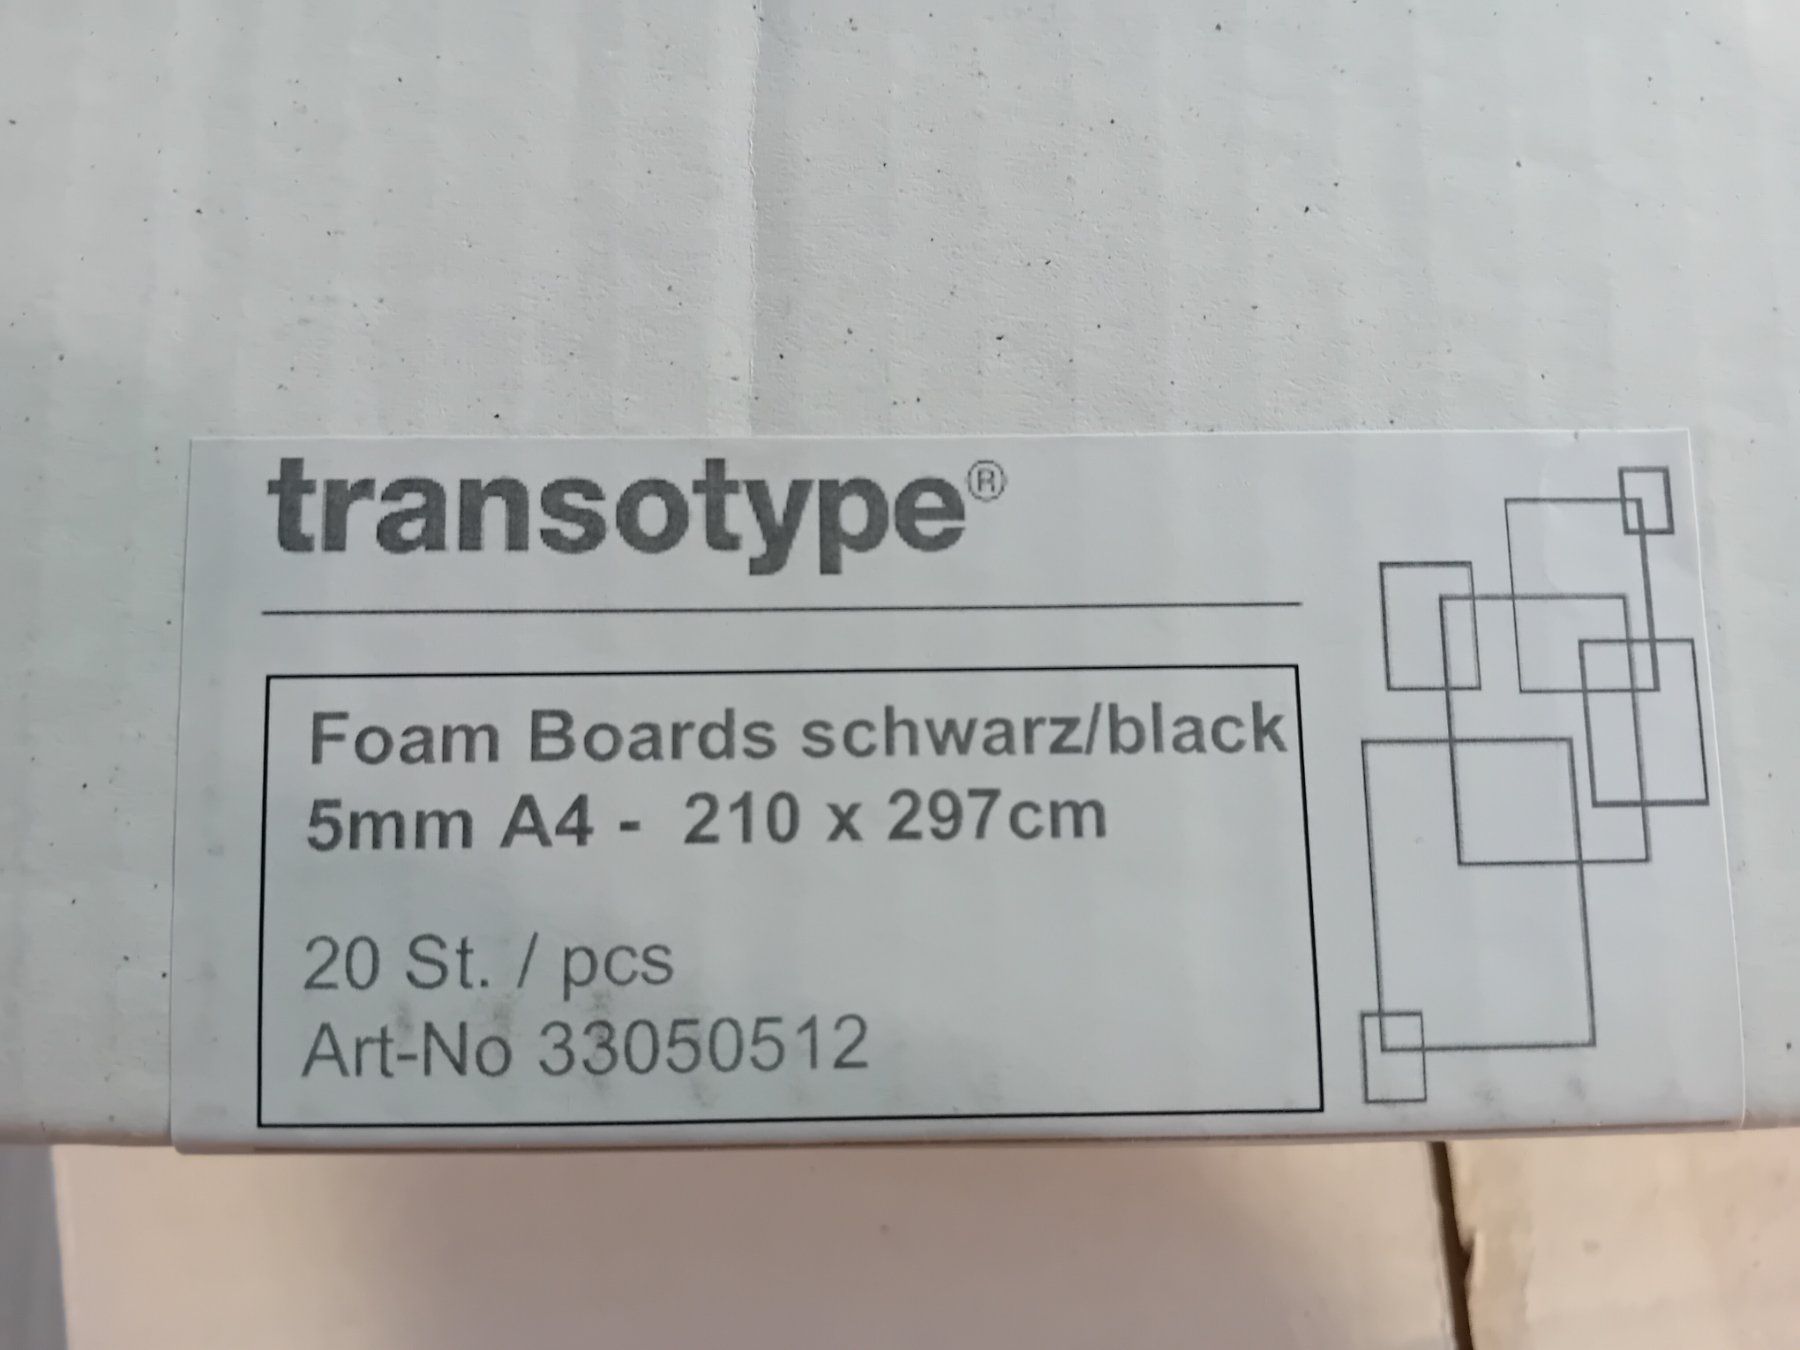 transotype®
Foam Boards schwarz/black
5mm A4 - 210 x 297cm
20 St. / pcs
Art-No 33050512